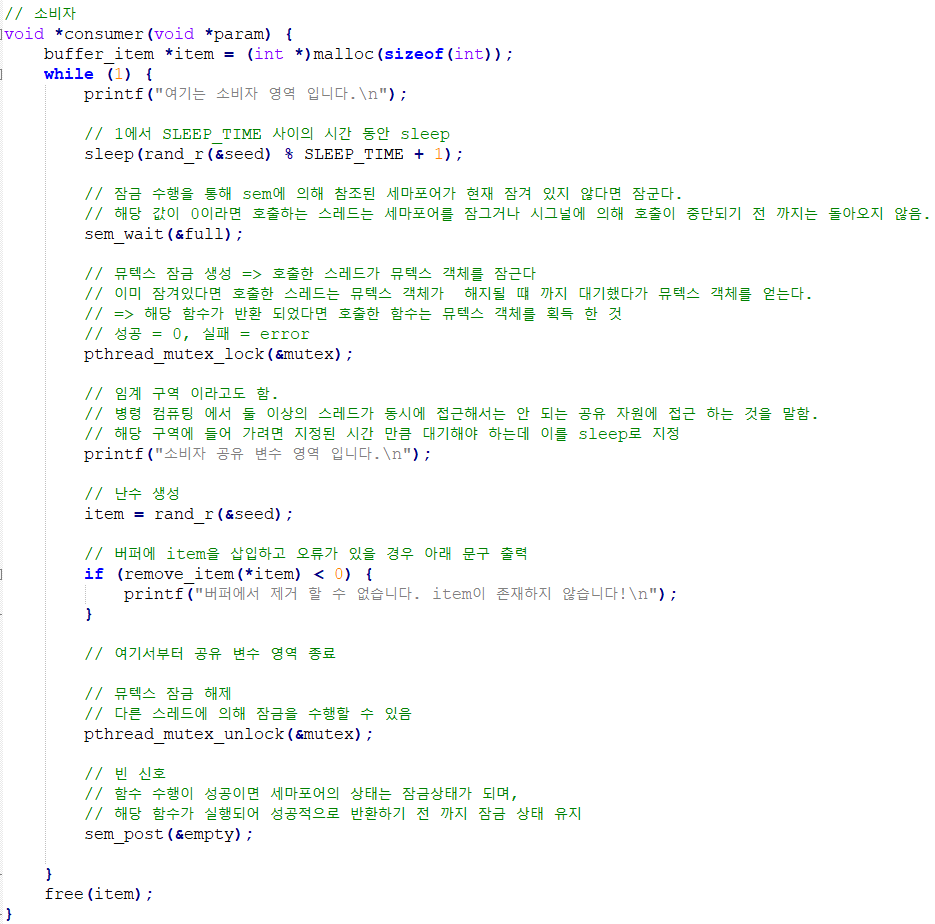 // 소비자
void *consumer(void *param) {
    buffer_item *item = (int *)malloc(sizeof(int));
    while (1) {
        printf("여기는 소비자 영역 입니다.\n");

        // 1에서 SLEEP_TIME 사이의 시간 동안 sleep
        sleep(rand_r(&seed) % SLEEP_TIME + 1);

        // 잠금 수행을 통해 sem에 의해 참조된 세마포어가 현재 잠겨 있지 않다면 잠군다.
        // 해당 값이 0이라면 호출하는 스레드는 세마포어를 잠그거나 시그널에 의해 호출이 중단되기 전 까지는 돌아오지 않음.
        sem_wait(&full);

        // 뮤텍스 잠금 생성 => 호출한 스레드가 뮤텍스 객체를 잠근다
        // 이미 잠겨있다면 호출한 스레드는 뮤텍스 객체가  해지될 떄 까지 대기했다가 뮤텍스 객체를 얻는다.
        // => 해당 함수가 반환 되었다면 호출한 함수는 뮤텍스 객체를 획득 한 것
        // 성공 = 0, 실패 = error
        pthread_mutex_lock(&mutex);

        // 임계 구역 이라고도 함.
        // 병령 컴퓨팅 에서 둘 이상의 스레드가 동시에 접근해서는 안 되는 공유 자원에 접근 하는 것을 말함.
        // 해당 구역에 들어 가려면 지정된 시간 만큼 대기해야 하는데 이를 sleep로 지정
        printf("소비자 공유 변수 영역 입니다.\n");

        // 난수 생성
        item = rand_r(&seed);

        // 버퍼에 item을 삽입하고 오류가 있을 경우 아래 문구 출력
        if (remove_item(*item) < 0) {
            printf("버퍼에서 제거 할 수 없습니다. item이 존재하지 않습니다!\n");
        }

        // 여기서부터 공유 변수 영역 종료

        // 뮤텍스 잠금 해제
        // 다른 스레드에 의해 잠금을 수행할 수 있음
        pthread_mutex_unlock(&mutex);

        // 빈 신호
        // 함수 수행이 성공이면 세마포어의 상태는 잠금상태가 되며,
        // 해당 함수가 실행되어 성공적으로 반환하기 전 까지 잠금 상태 유지
        sem_post(&empty);

    }
    free(item);
}